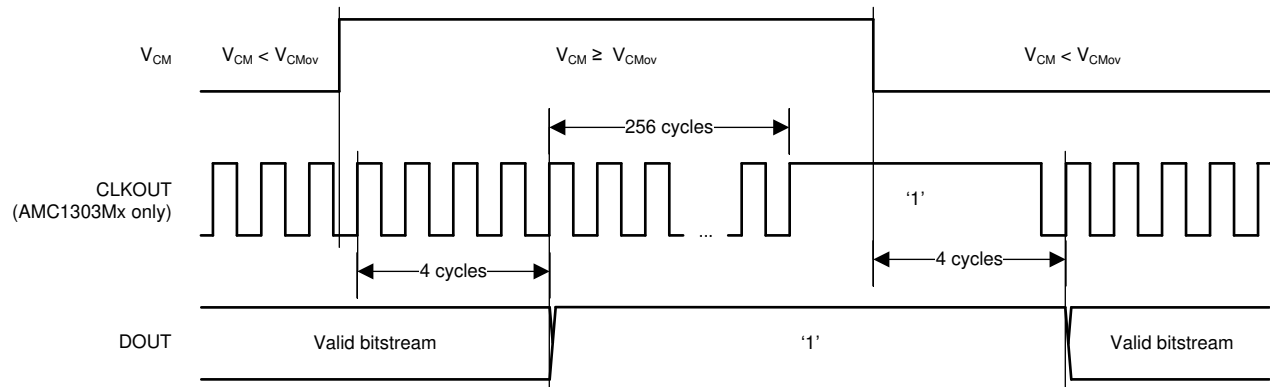 V_CM
V_CM < V_CMov
V_CM ≥ V_CMov
V_CM < V_CMov
256 cycles
CLKOUT
(AMC1303Mx only)
...
‘1’
4 cycles
4 cycles
DOUT
Valid bitstream
‘1’
Valid bitstream